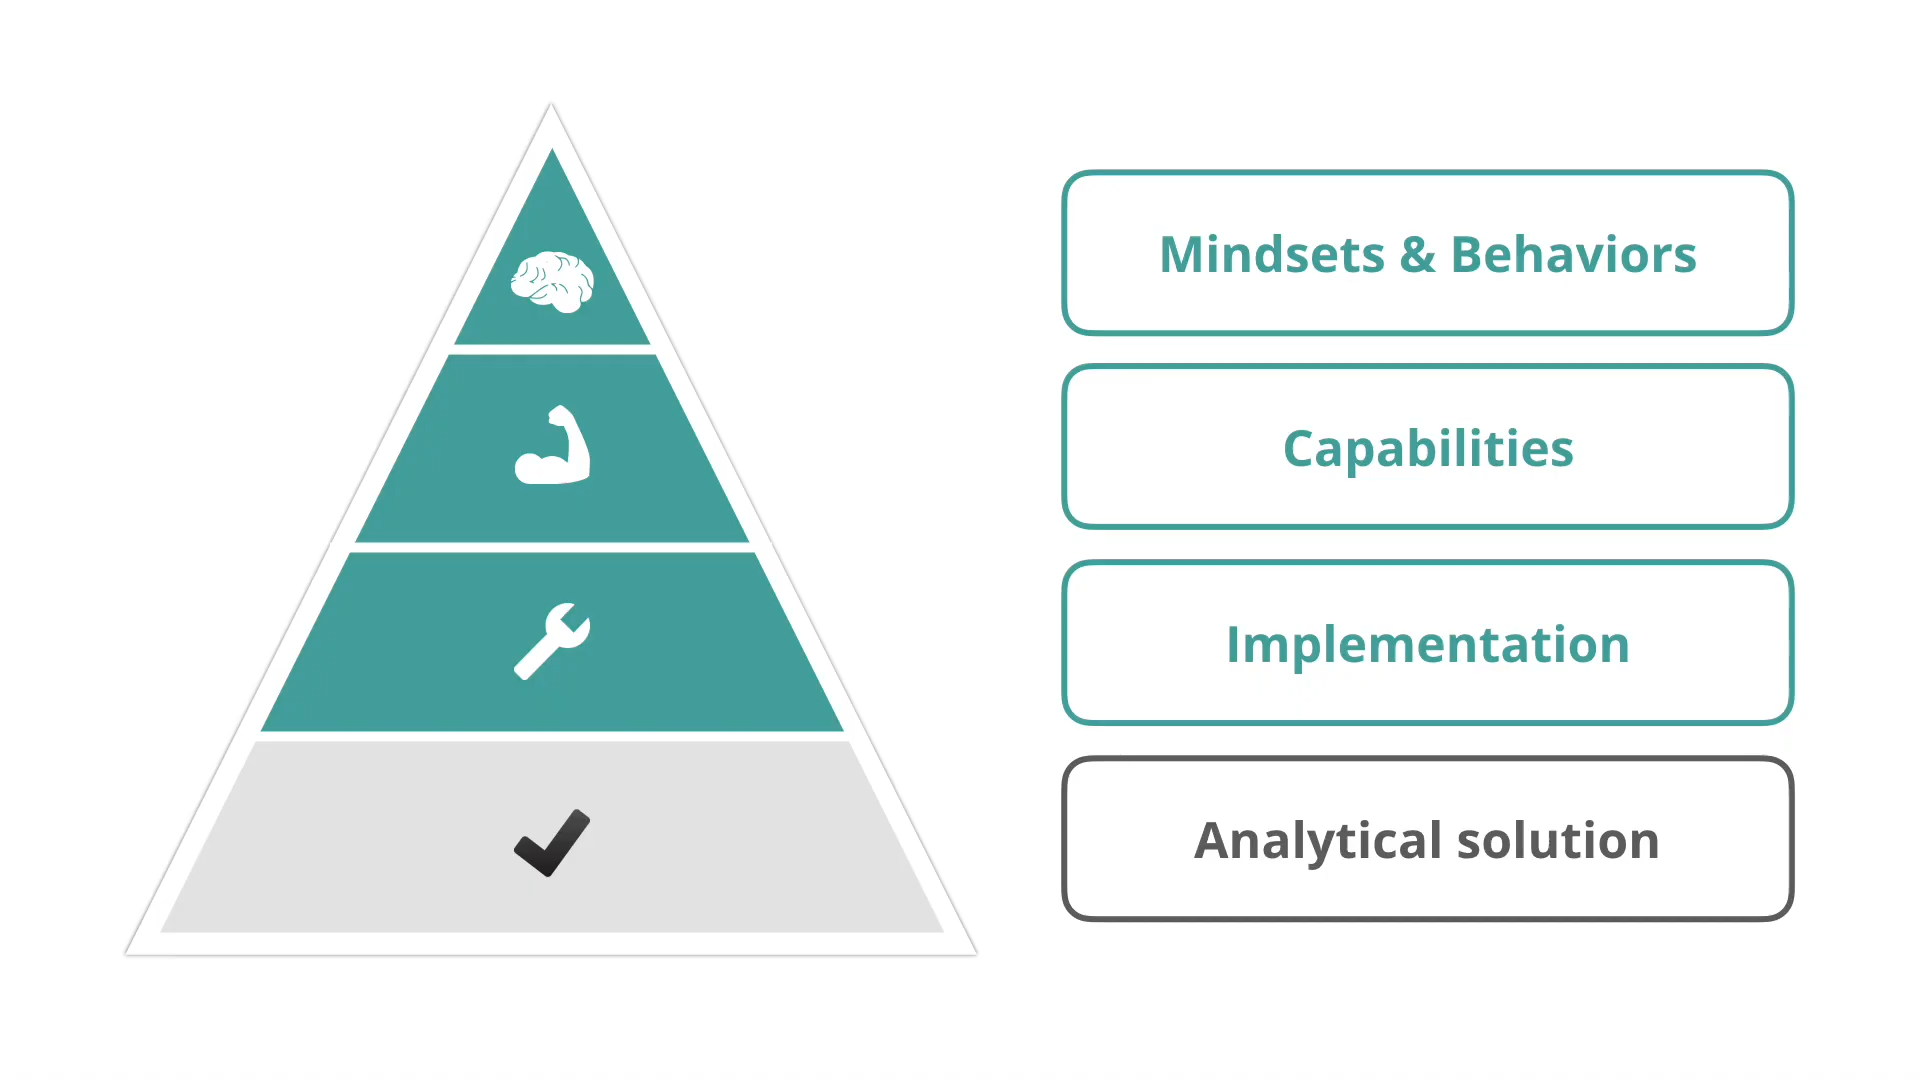 Mindsets & Behaviors
Capabilities
Implementation
Analytical solution